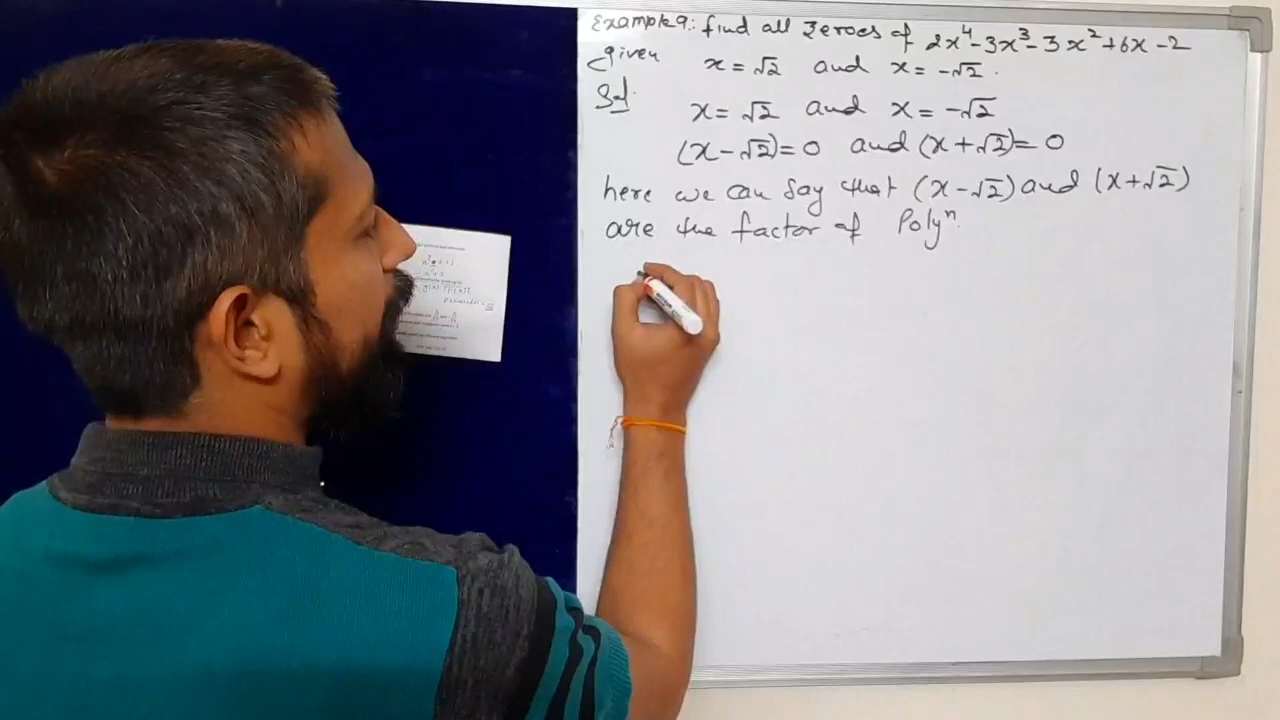 Example 9: find all zeroes of 2x⁴-3x³-3x²+6x-2
given x = √2 and x = -√2.
Sol. x = √2 and x = -√2
(x-√2)=0 and (x+√2)=0
here we can say that (x-√2) and (x+√2)
are the factor of Polyⁿ.